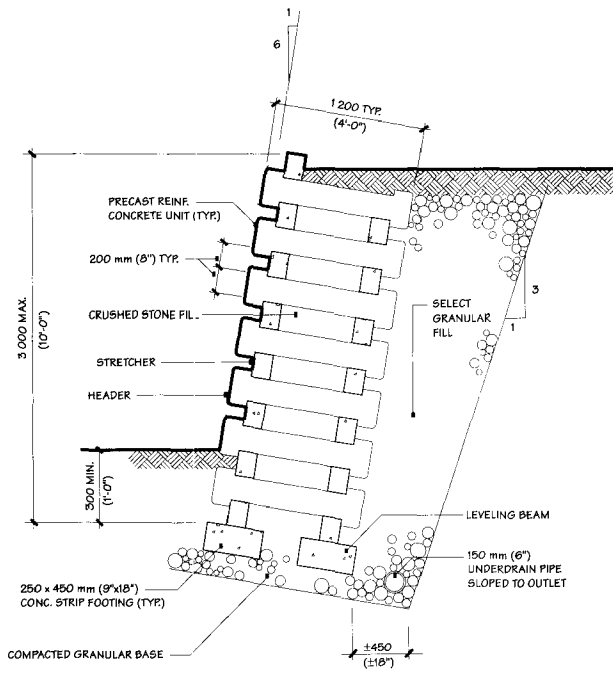 1
6
1 200 TYP.
(4'-0")
PRECAST REINF.
CONCRETE UNIT (TYP.)
200 mm (8") TYP.
3 000 MAX.
(10'-0")
3
1
CRUSHED STONE FIL
SELECT
GRANULAR
FILL
STRETCHER
HEADER
300 MIN.
(1'-0")
LEVELING BEAM
150 mm (6")
UNDERDRAIN PIPE
SLOPED TO OUTLET
250 x 450 mm (9"x18")
CONC. STRIP FOOTING (TYP.)
±450
(±18")
COMPACTED GRANULAR BASE